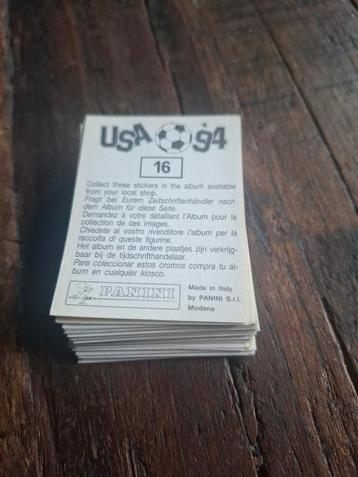 USA 94
16
Collect these stickers in the album available
from your local shop.
Fragt bei Eurem Zeitschriftenhändler nach
dem Album für diese Serie.
Demandez à votre détaillant l'Album pour la
collection de ces images.
Chiedete al vostro rivenditore l'album per la
raccolta di queste figurine.
Het album en de andere plaatjes zijn verkrijg-
baar bij de tijdschrifthandelaar.
Para coleccionar estos cromos compra tu ál-
bum en cualquier kiosco.
PANINI
Made in Italy
by PANINI S.r.l.
Modena